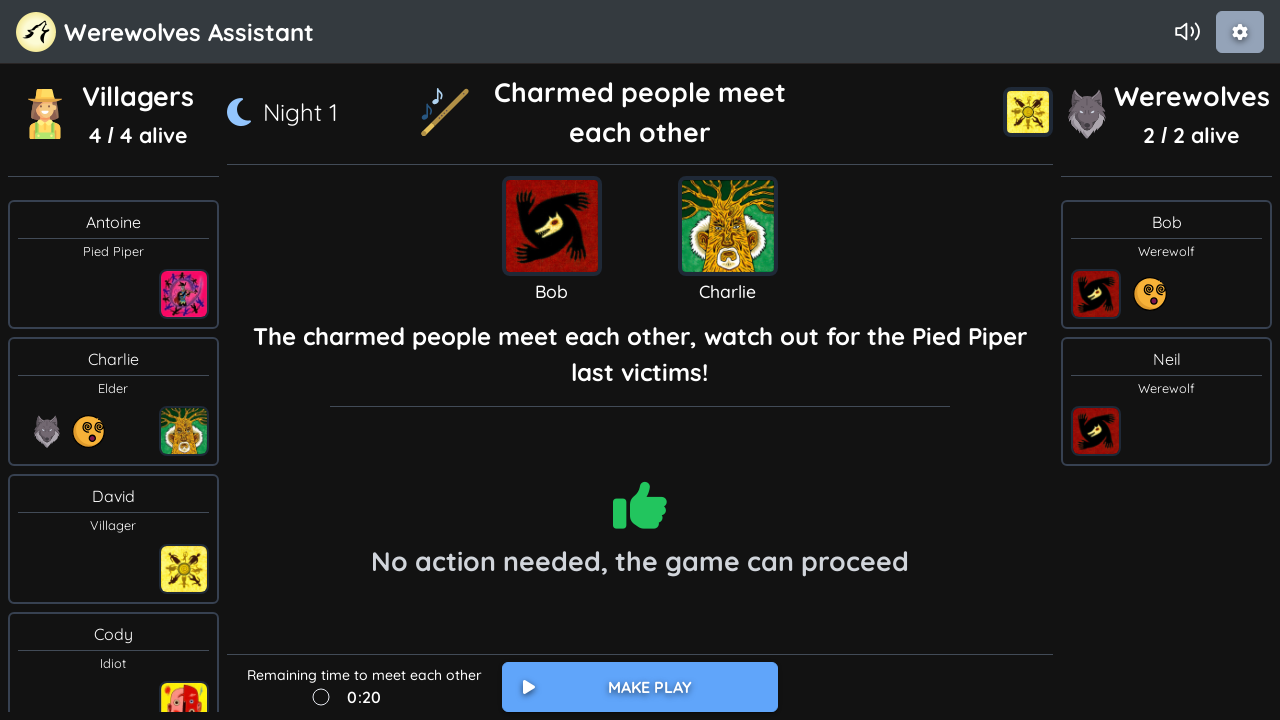 Werewolves Assistant
Villagers
4 / 4 alive
Night 1
Charmed people meet
each other
Werewolves
2 / 2 alive
Antoine
Pied Piper
Charlie
Elder
David
Villager
Cody
Idiot
Bob
Charlie
The charmed people meet each other, watch out for the Pied Piper
last victims!
No action needed, the game can proceed
Remaining time to meet each other
0:20
MAKE PLAY
Bob
Werewolf
Neil
Werewolf